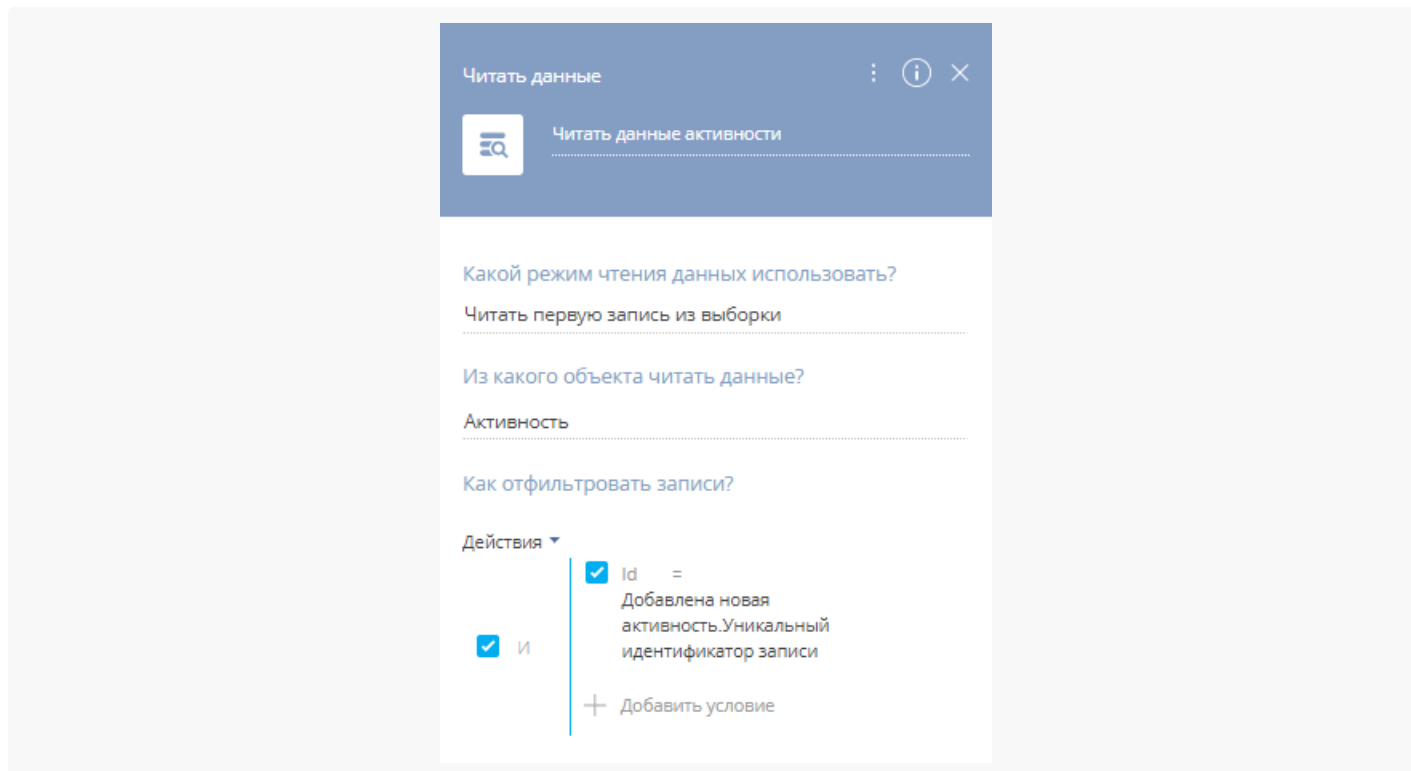 Читать данные
Читать данные активности
Какой режим чтения данных использовать?
Читать первую запись из выборки
Из какого объекта читать данные?
Активность
Как отфильтровать записи?
Действия
Id =
Добавлена новая
активность.Уникальный
идентификатор записи
И
Добавить условие